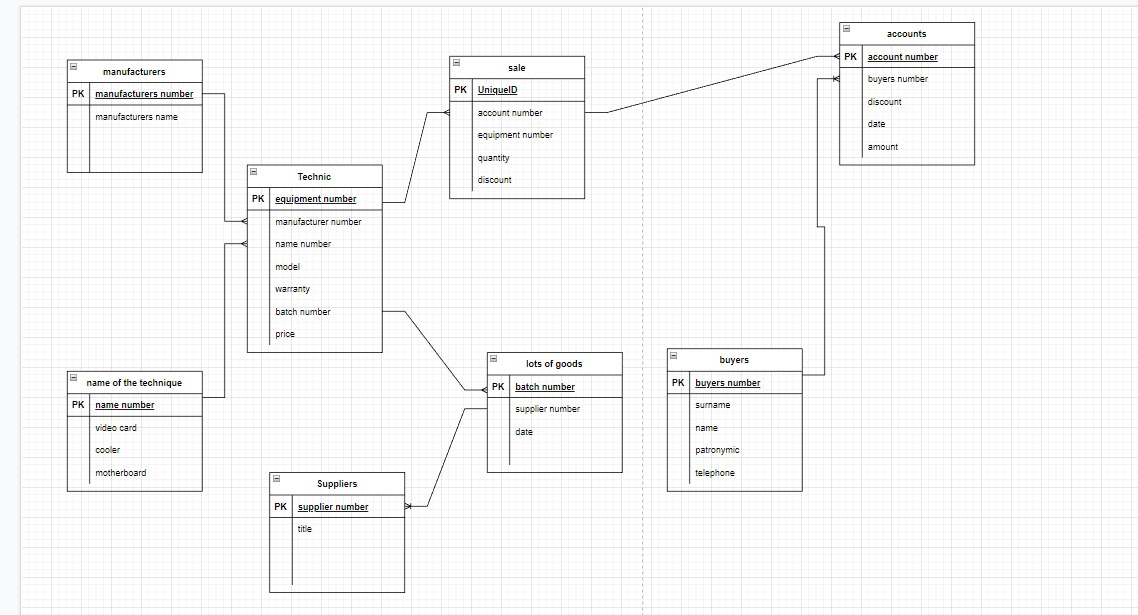 manufacturers
PK manufacturers number
manufacturers name
Technic
PK equipment number
manufacturer number
name number
model
warranty
batch number
price
name of the technique
PK name number
video card
cooler
motherboard
sale
PK UniqueID
account number
equipment number
quantity
discount
accounts
PK account number
buyers number
discount
date
amount
lots of goods
PK batch number
supplier number
date
Suppliers
PK supplier number
title
buyers
PK buyers number
surname
name
patronymic
telephone